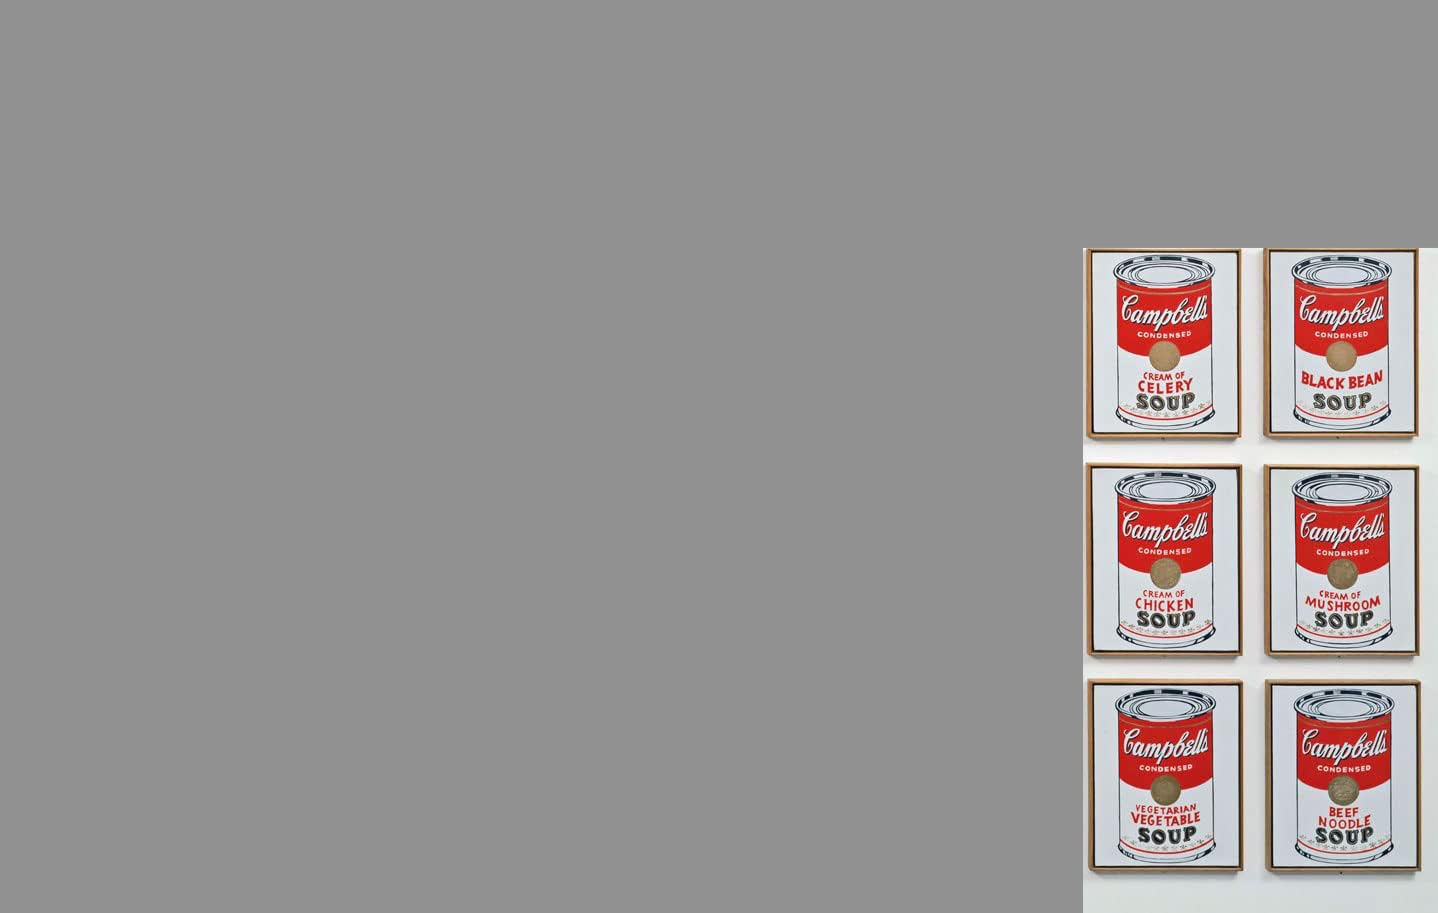 Campbell's
CONDENSED
CREAM OF
CELERY
SOUP
Campbell's
CONDENSED
BLACK BEAN
SOUP
Campbell's
CONDENSED
CREAM OF
CHICKEN
SOUP
Campbell's
CONDENSED
CREAM OF
MUSHROOM
SOUP
Campbell's
CONDENSED
VEGETARIAN
VEGETABLE
SOUP
Campbell's
CONDENSED
BEEF
NOODLE
SOUP